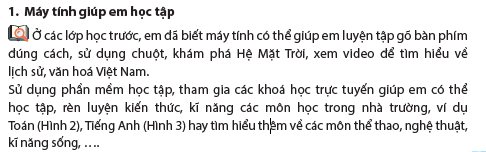 1. Máy tính giúp em học tập
Ở các lớp học trước, em đã biết máy tính có thể giúp em luyện tập gõ bàn phím
đúng cách, sử dụng chuột, khám phá Hệ Mặt Trời, xem video để tìm hiểu về
lịch sử, văn hoá Việt Nam.
Sử dụng phần mềm học tập, tham gia các khoá học trực tuyến giúp em có thể
học tập, rèn luyện kiến thức, kĩ năng các môn học trong nhà trường, ví dụ
Toán (Hình 2), Tiếng Anh (Hình 3) hay tìm hiểu thêm về các môn thể thao, nghệ thuật,
kĩ năng sống, ....